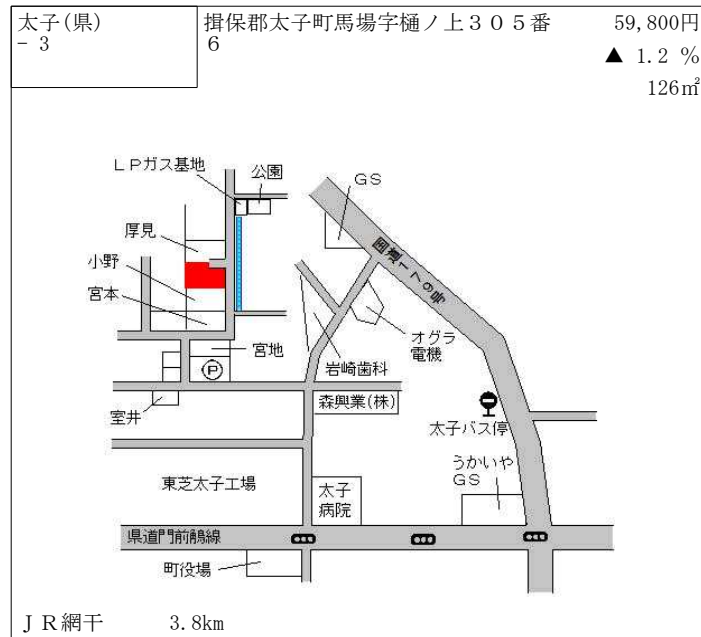 太子(県)
- 3
揖保郡太子町馬場字樋ノ上３０５番
6
59,800円
▲ 1.2 %
126㎡
ＬＰガス基地
公園
ＧＳ
厚見
国道１７９号
小野
宮本
オグラ
電機
宮地
岩崎歯科
P
森興業(株)
室井
太子バス停
うかいや
ＧＳ
東芝太子工場
太子
病院
県道門前鵤線
町役場
ＪＲ網干
3.8km